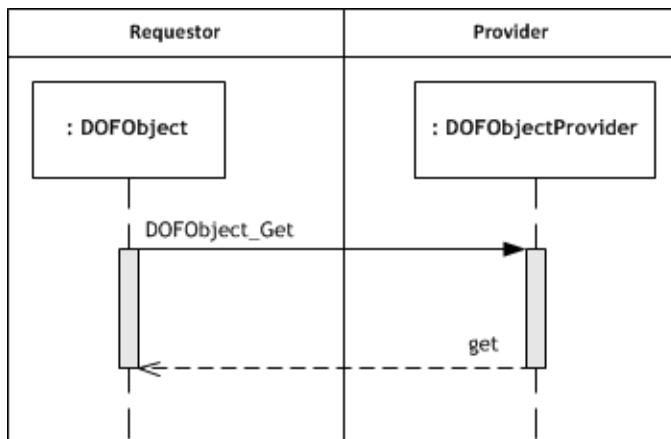 Requestor
Provider
: DOFObject
: DOFObjectProvider
DOFObject_Get
get